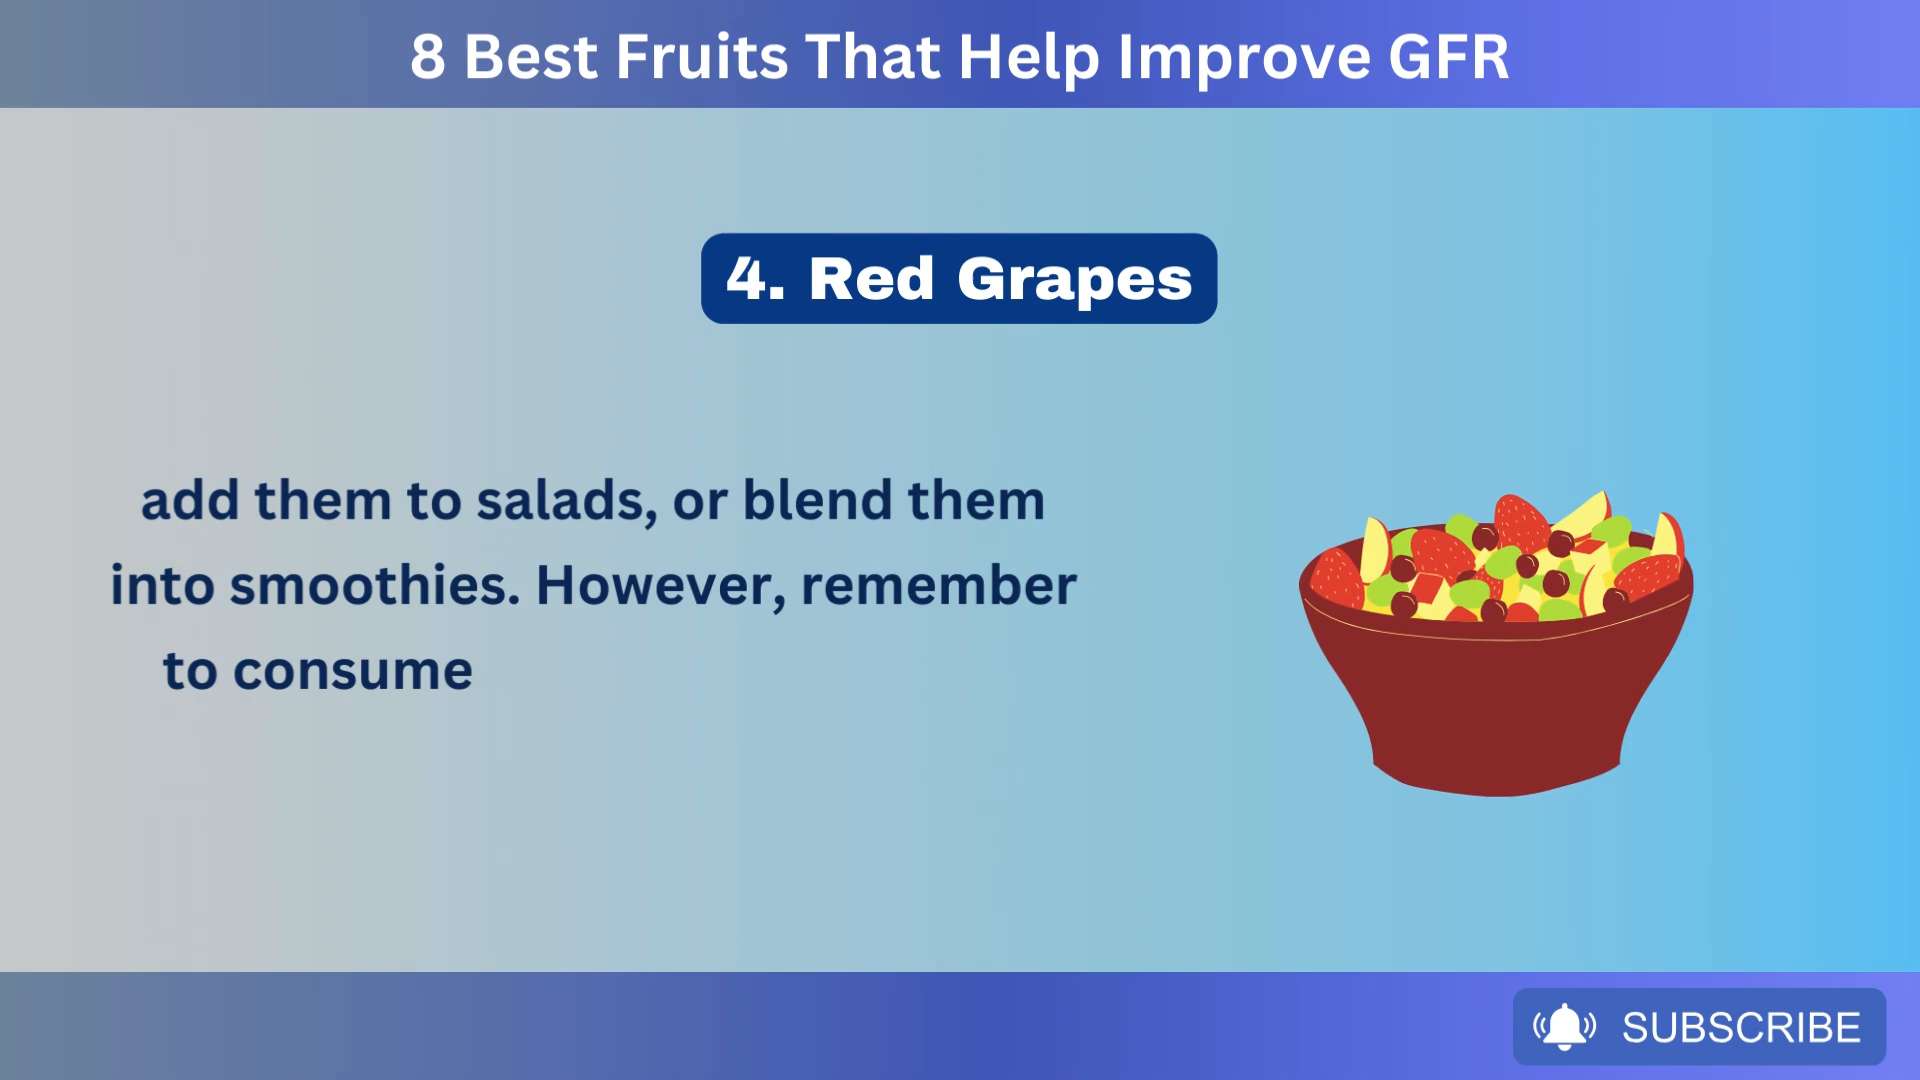 8 Best Fruits That Help Improve GFR
4. Red Grapes
add them to salads, or blend them
into smoothies. However, remember
to consume
SUBSCRIBE